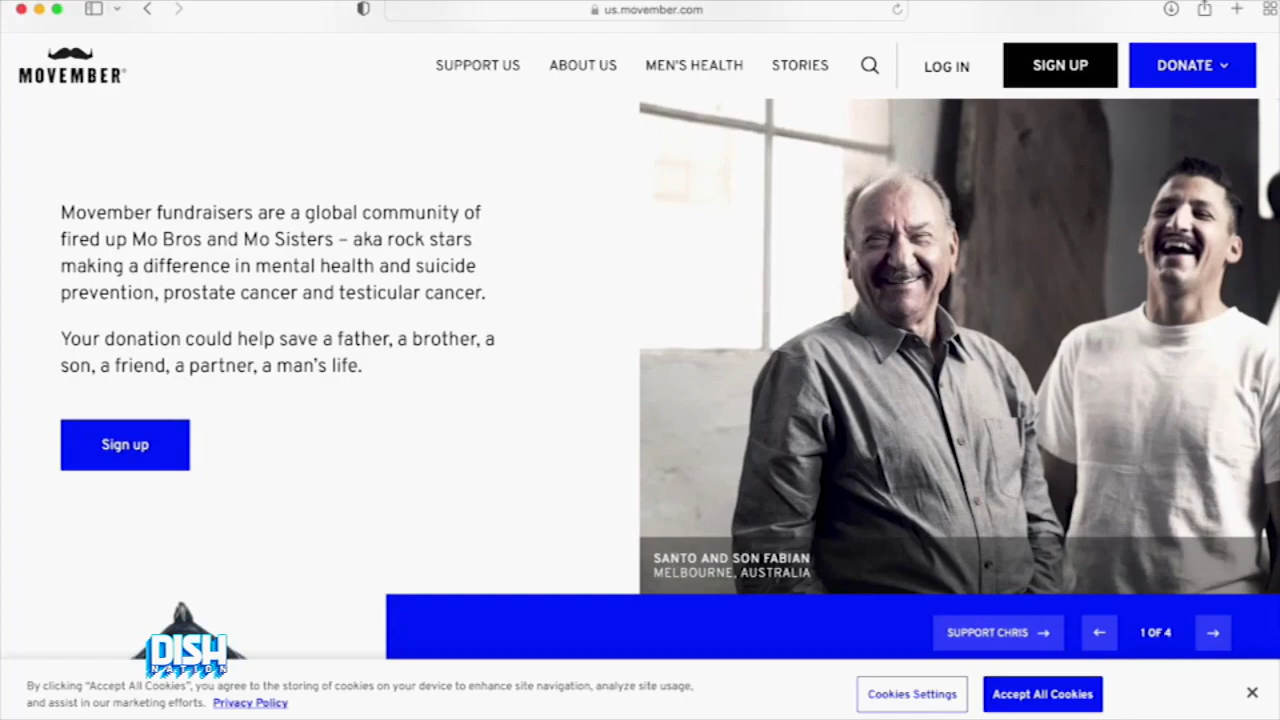 us.movember.com
MOVEMBER®
SUPPORT US
ABOUT US
MEN'S HEALTH
STORIES
LOG IN
SIGN UP
DONATE
Movember fundraisers are a global community of
fired up Mo Bros and Mo Sisters – aka rock stars
making a difference in mental health and suicide
prevention, prostate cancer and testicular cancer.
Your donation could help save a father, a brother, a
son, a friend, a partner, a man's life.
Sign up
SANTO AND SON FABIAN
MELBOURNE, AUSTRALIA
SUPPORT CHRIS →
← 1 OF 4 →
DISH
NATION
By clicking “Accept All Cookies”, you agree to the storing of cookies on your device to enhance site navigation, analyze site usage,
and assist in our marketing efforts. Privacy Policy
Cookies Settings
Accept All Cookies